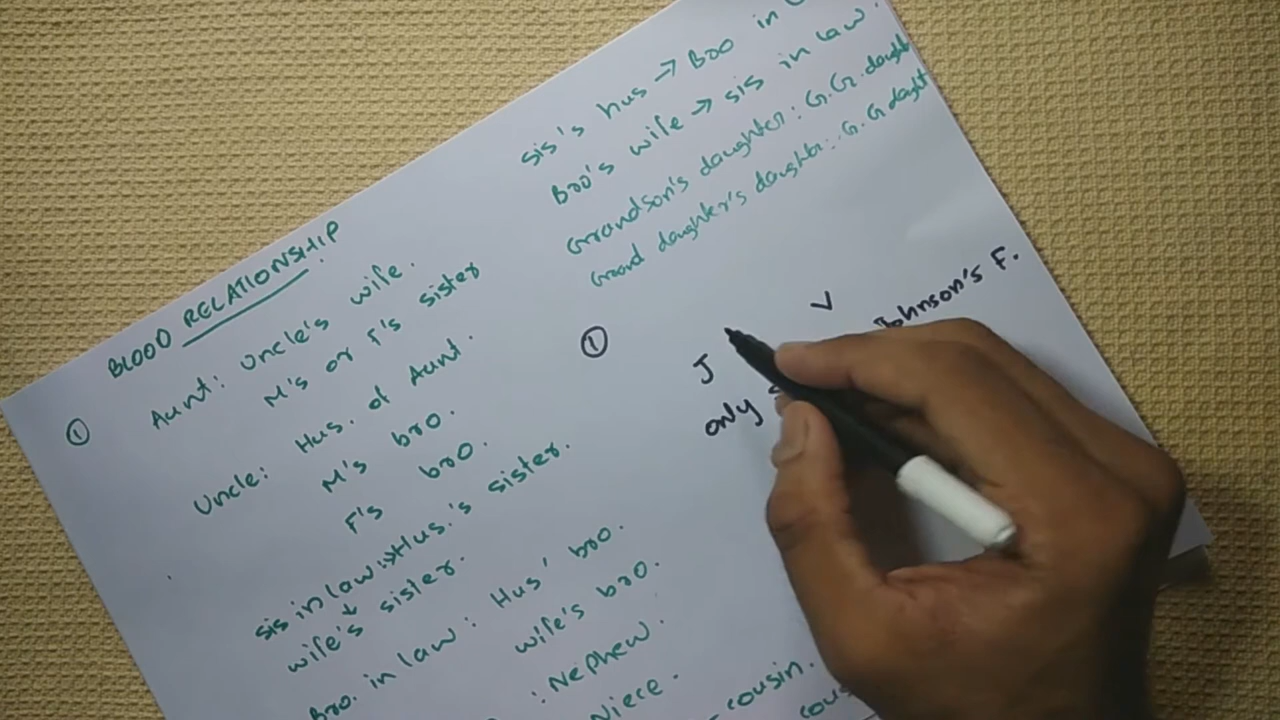 BLOOD RELATIONSHIP:
① Aunt: Uncle's wife.
M's or F's sister
Uncle: Hus. of Aunt.
M's bro.
F's bro.
sis in law: Hus.'s sister.
wife's sister.
Bro. in law: Hus' bro.
wife's bro.
: Nephew.
Niece.
cousin.
sis's hus → Bro in
Bro's wife → sis in law.
Grandson's daughter: G.G. daught
Grand daughter's daughter: G.G daught
①
V
J
Johnson's F.
only